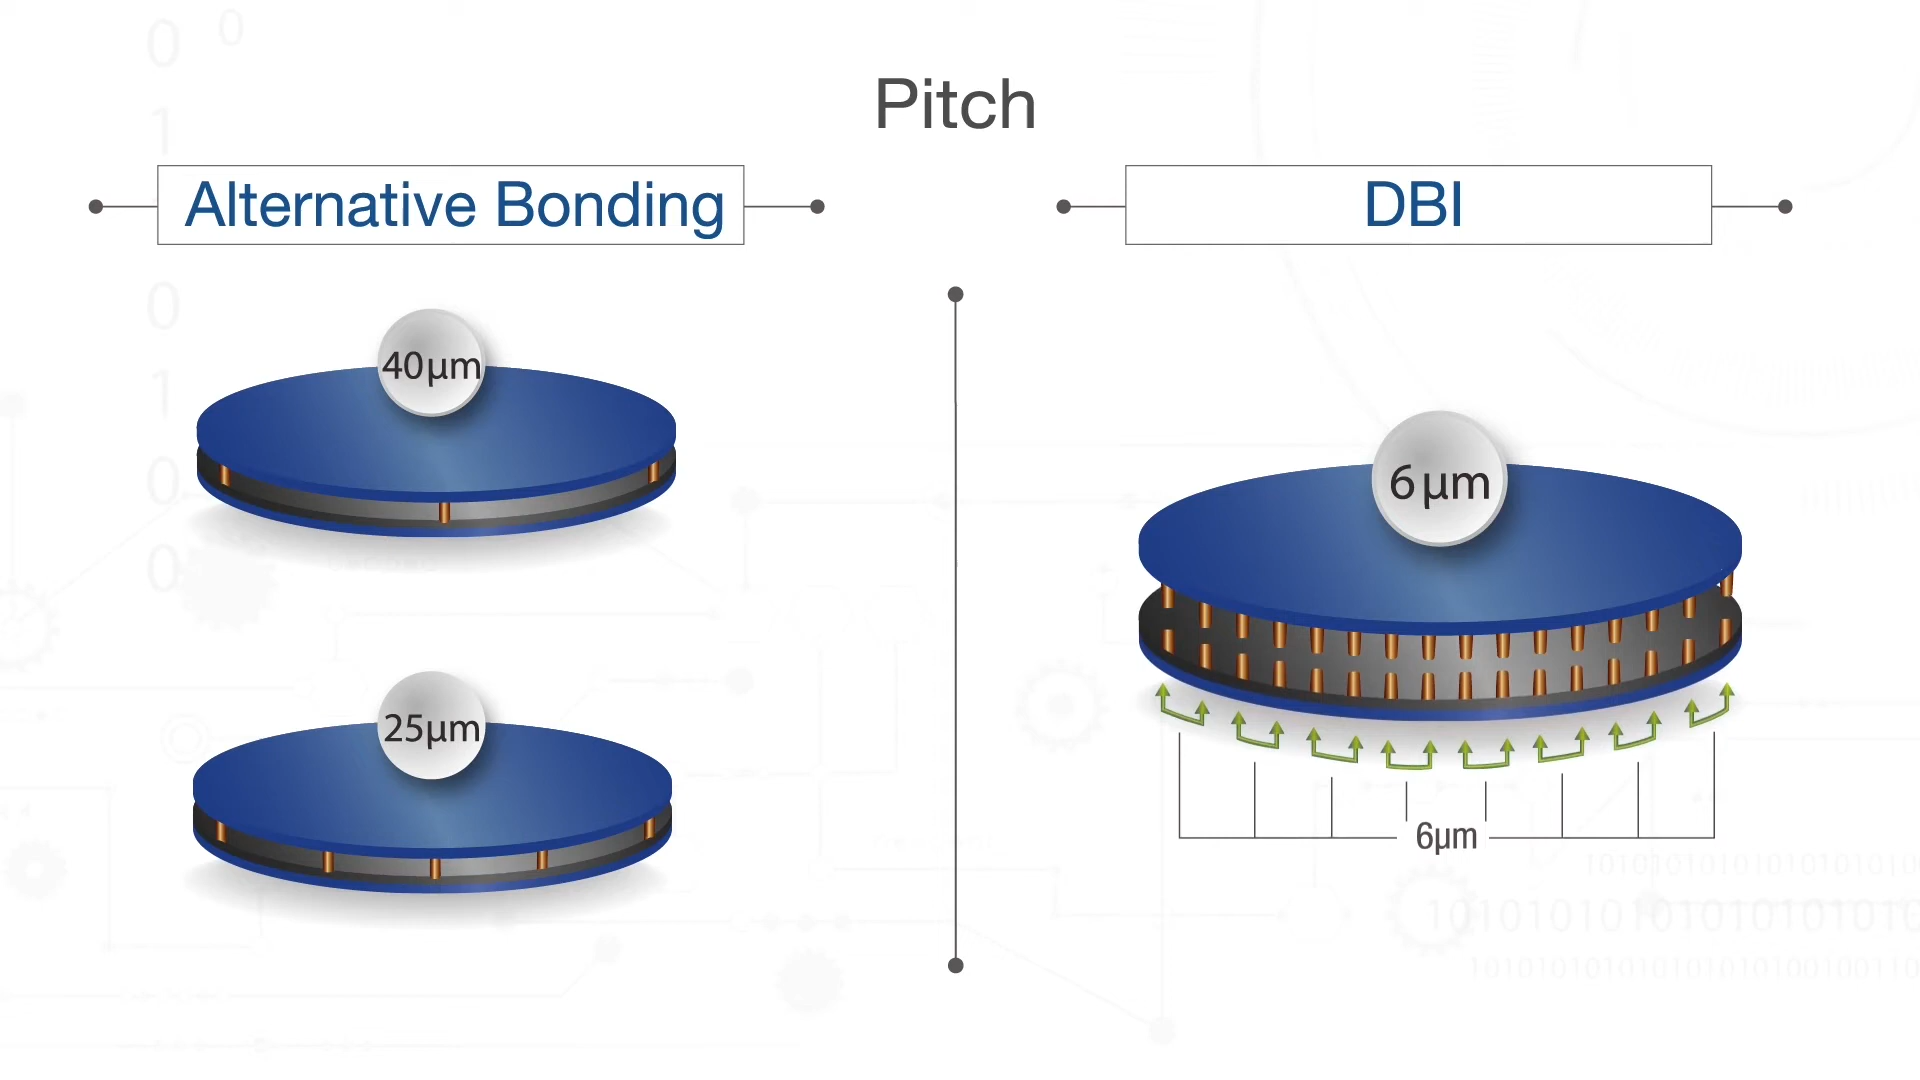 Pitch
Alternative Bonding
DBI
40µm
25µm
6µm
6µm